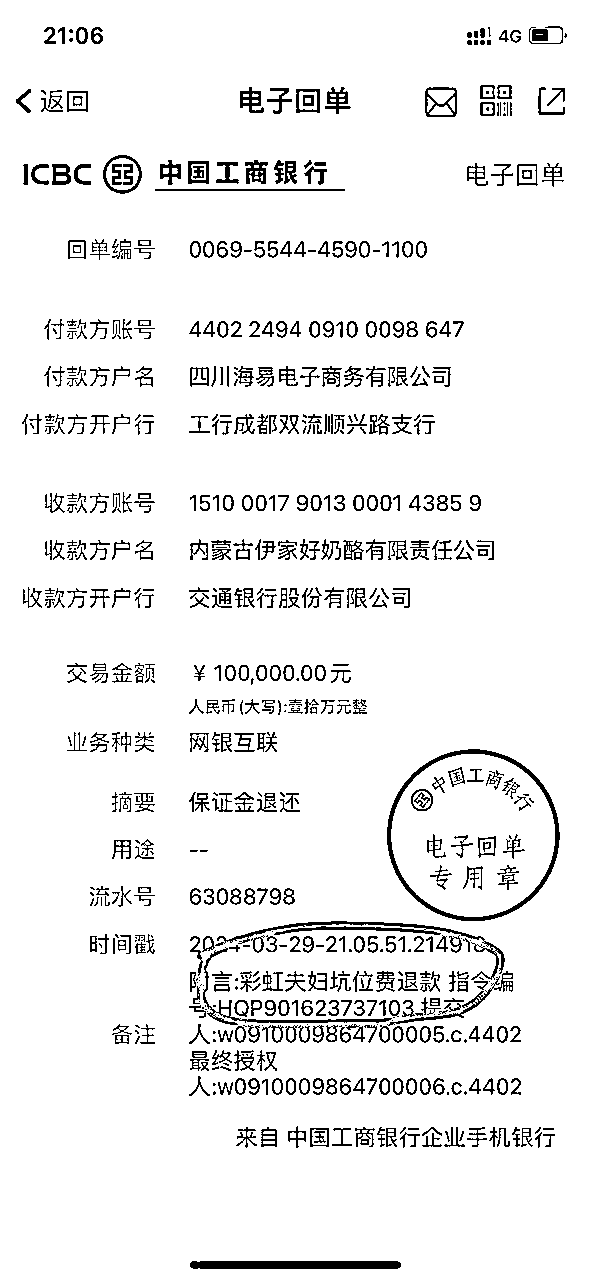 21:06
4G
返回
电子回单
ICBC 中国工商银行
电子回单
回单编号 0069-5544-4590-1100
付款方账号 4402 2494 0910 0098 647
付款方户名 四川海易电子商务有限公司
付款方开户行 工行成都双流顺兴路支行
收款方账号 1510 0017 9013 0001 4385 9
收款方户名 内蒙古伊家好奶酪有限责任公司
收款方开户行 交通银行股份有限公司
交易金额 ¥ 100,000.00元
人民币(大写):壹拾万元整
业务种类 网银互联
中国工商银行
电子回单
专用章
摘要 保证金退还
用途 --
流水号 63088798
时间戳 2024-03-29-21.05.51.214913
备注
附言:彩虹夫妇坑位费退款 指令编
号:HQP901623737103 提交
人:w0910009864700005.c.4402
最终授权
人:w0910009864700006.c.4402
来自 中国工商银行企业手机银行